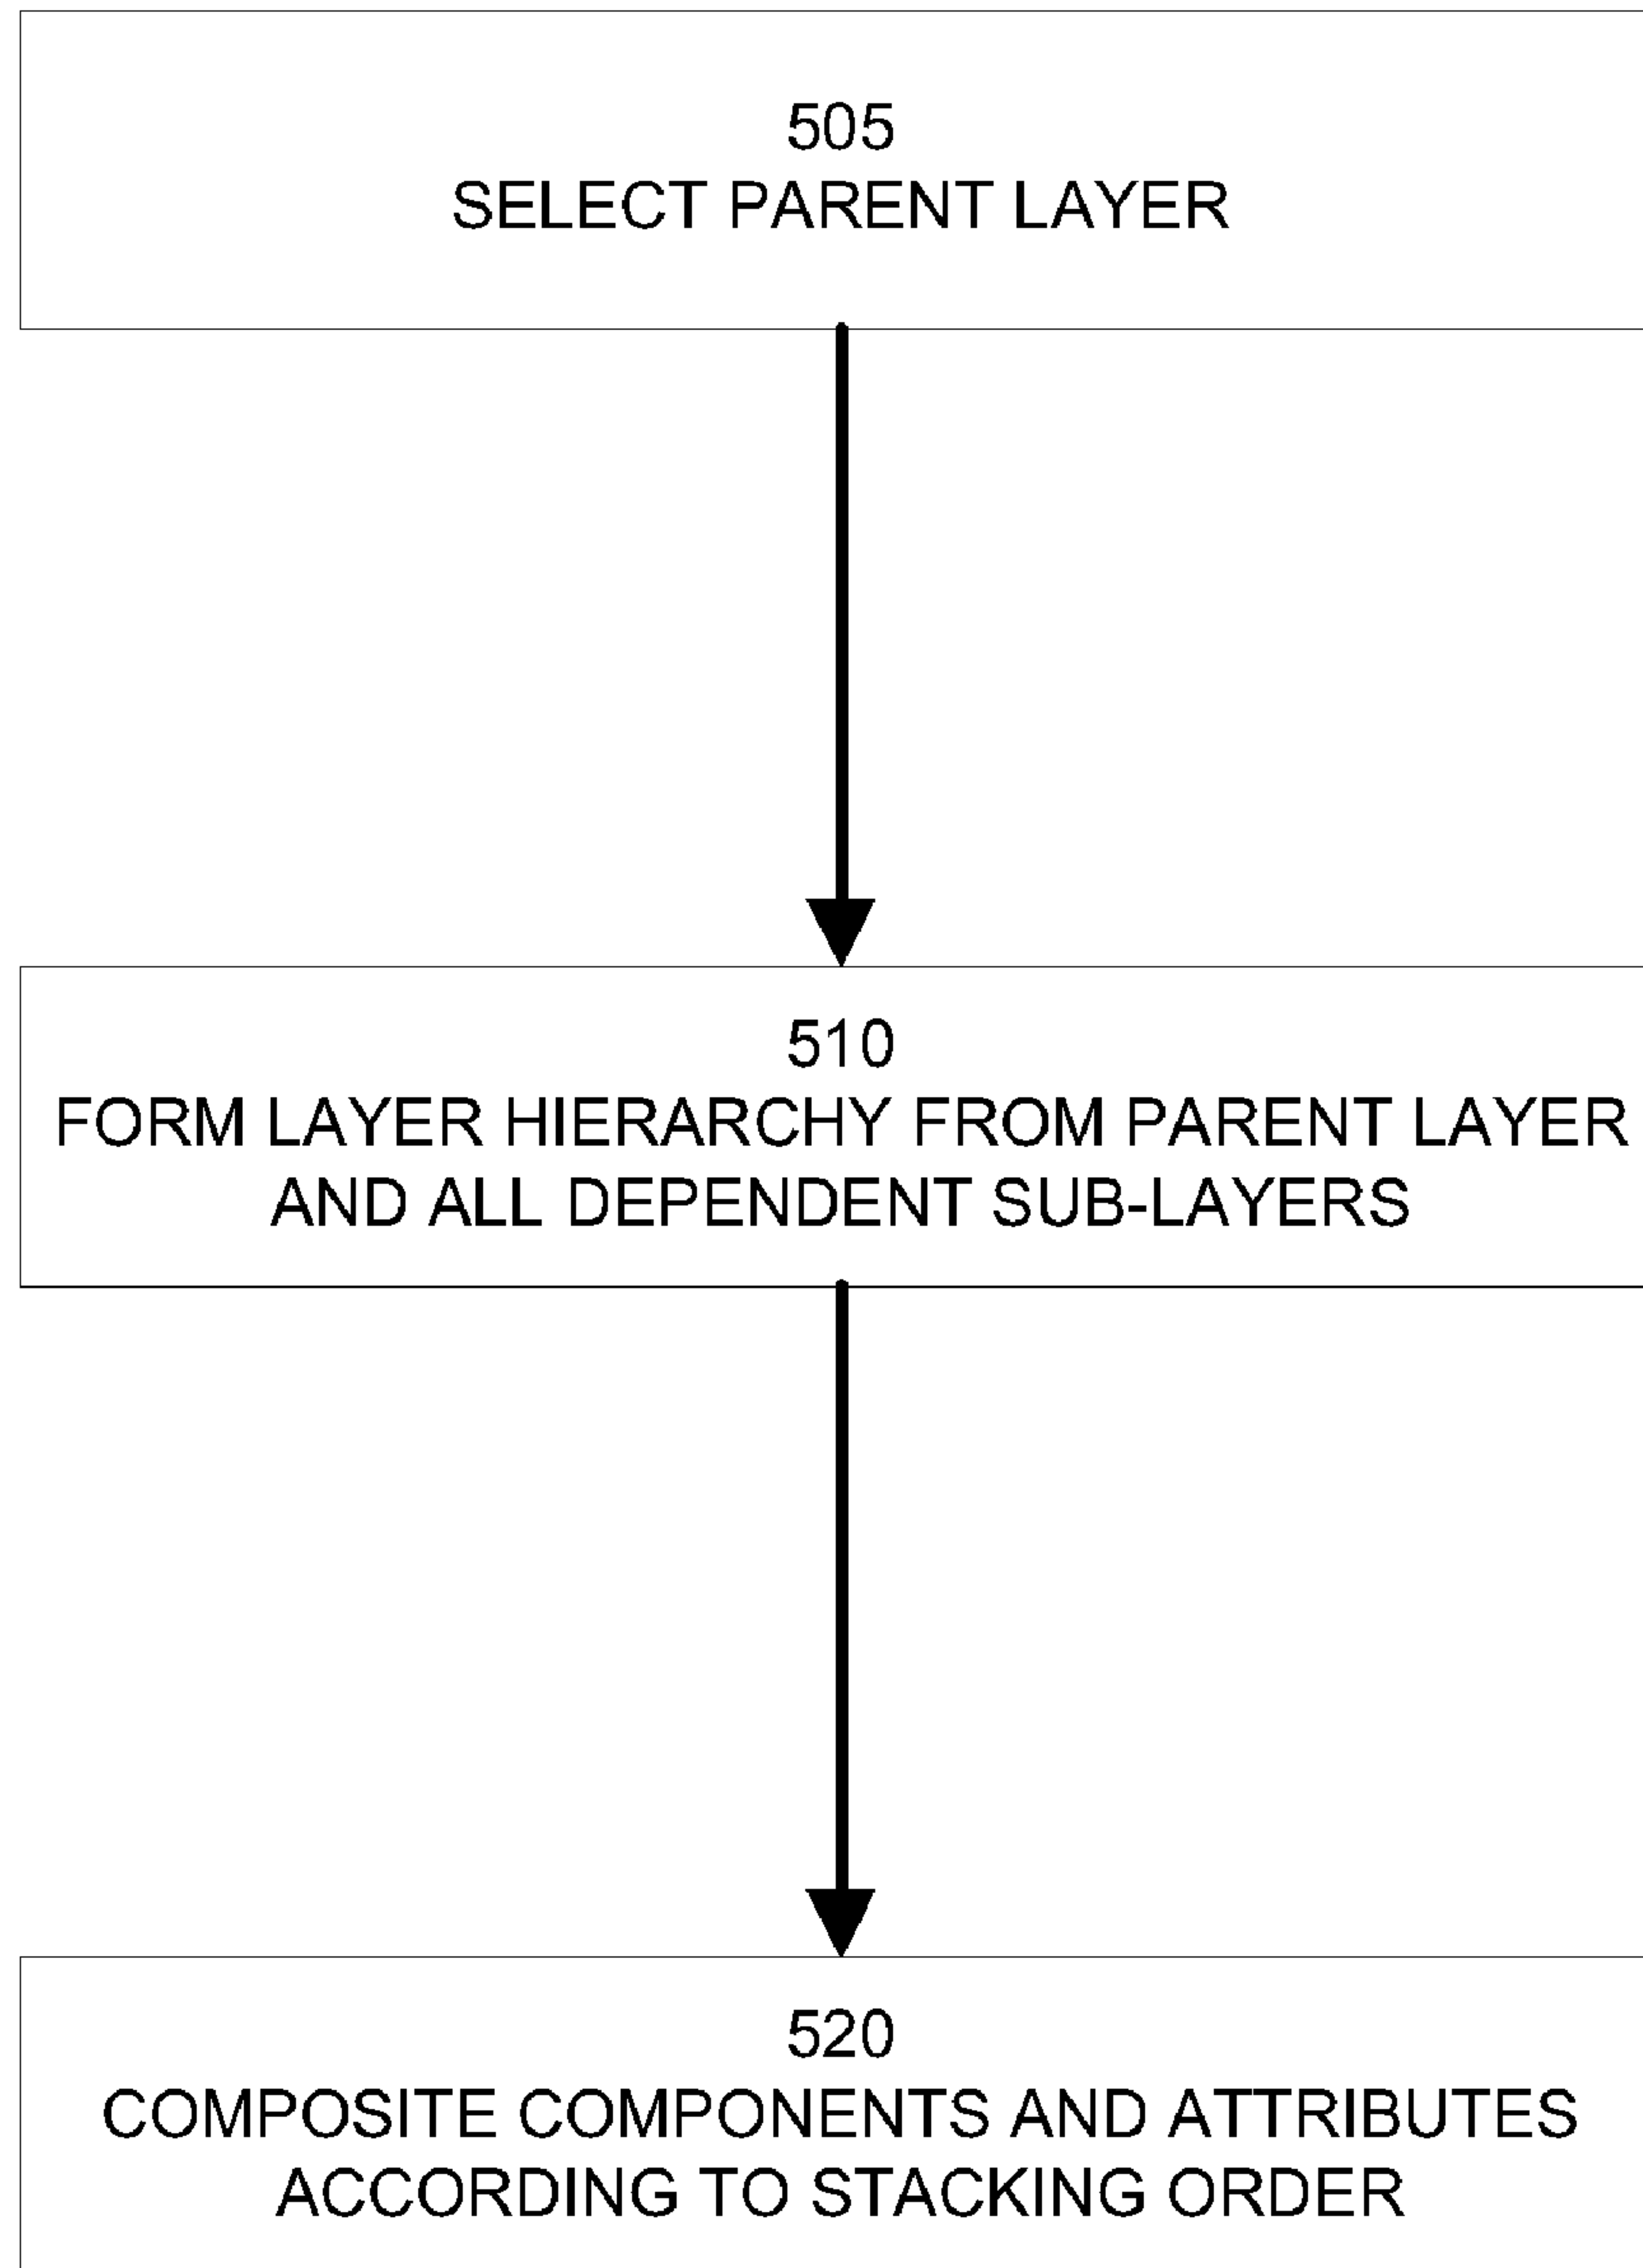 505
SELECT PARENT LAYER
510
FORM LAYER HIERARCHY FROM PARENT LAYER
AND ALL DEPENDENT SUB-LAYERS
520
COMPOSITE COMPONENTS AND ATTRIBUTES
ACCORDING TO STACKING ORDER